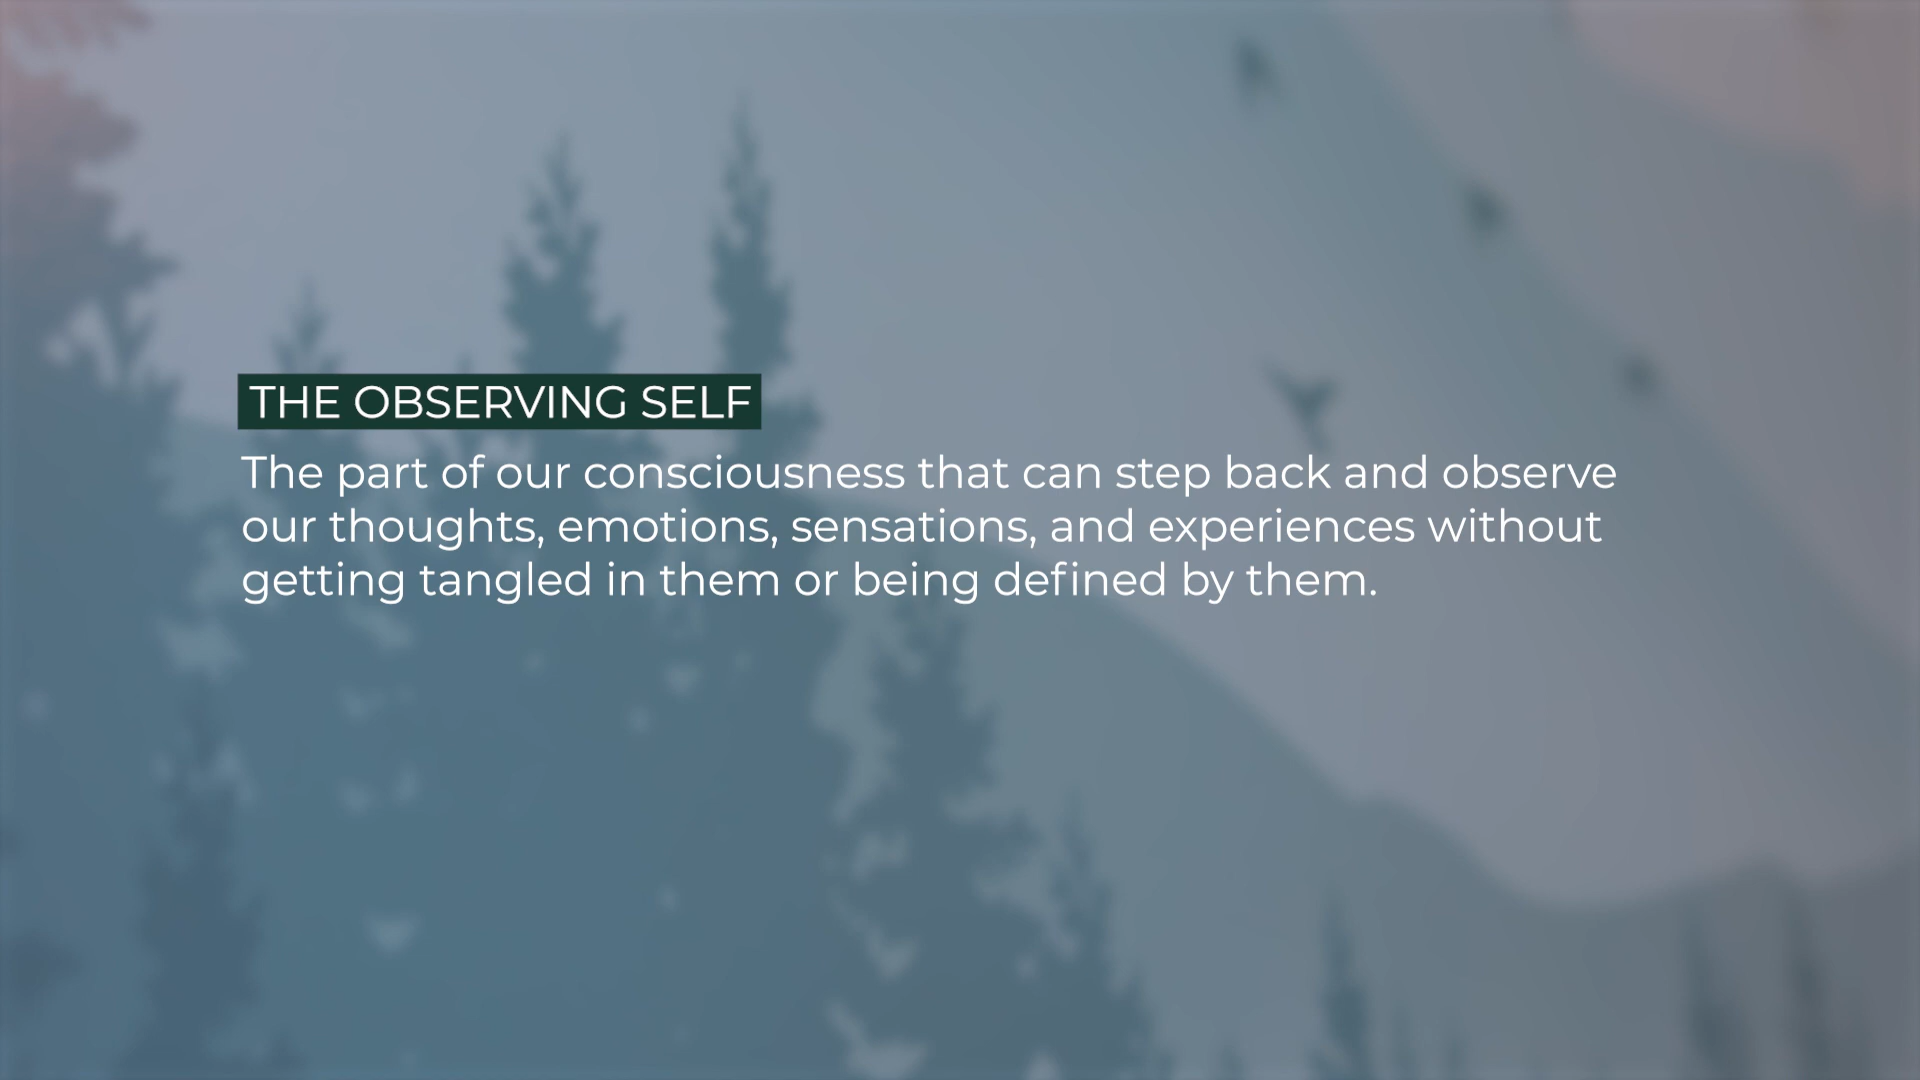 THE OBSERVING SELF
The part of our consciousness that can step back and observe
our thoughts, emotions, sensations, and experiences without
getting tangled in them or being defined by them.